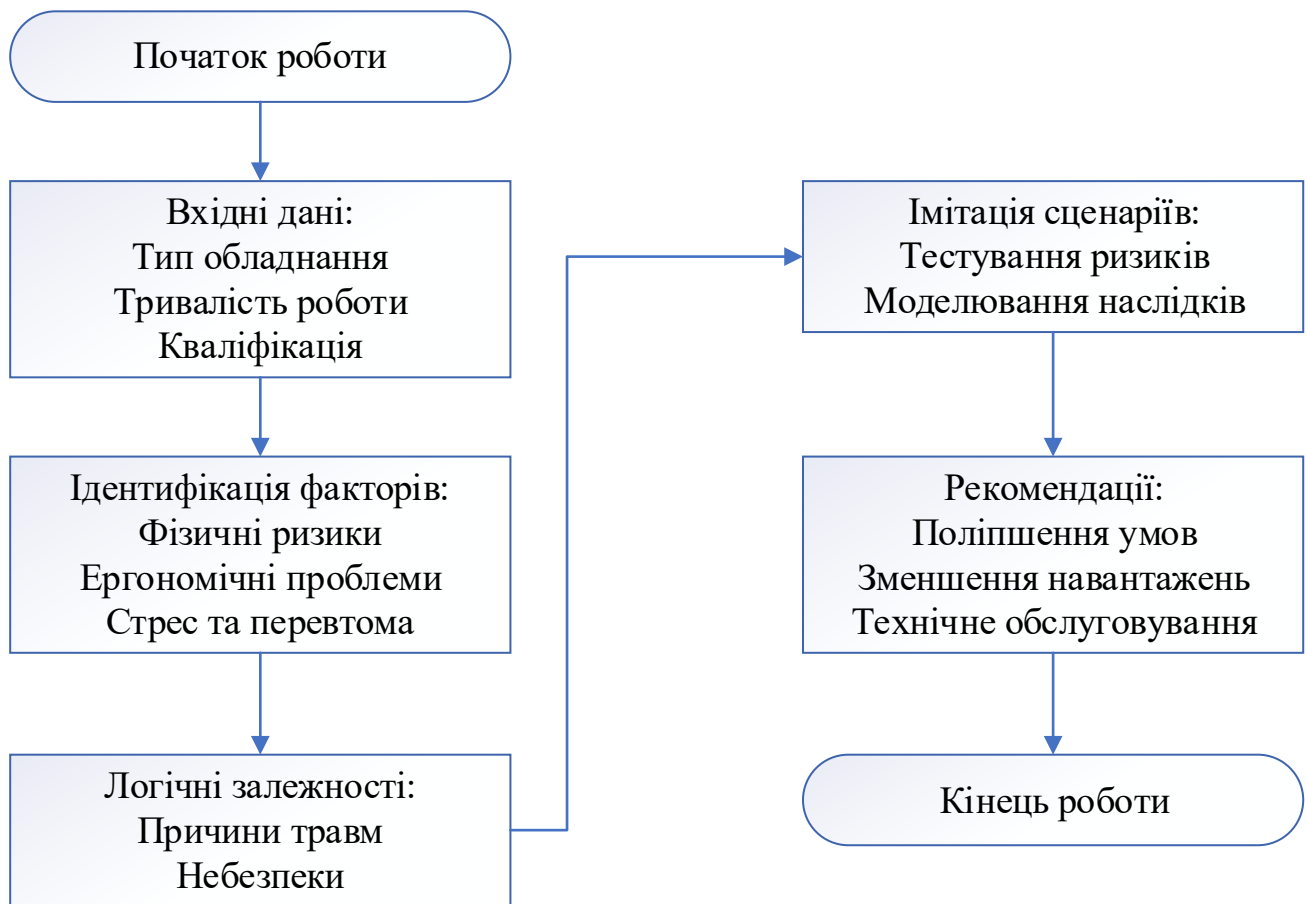 Початок роботи
Вхідні дані:
Тип обладнання
Тривалість роботи
Кваліфікація
Ідентифікація факторів:
Фізичні ризики
Ергономічні проблеми
Стрес та перевтома
Логічні залежності:
Причини травм
Небезпеки
Імітація сценаріїв:
Тестування ризиків
Моделювання наслідків
Рекомендації:
Поліпшення умов
Зменшення навантажень
Технічне обслуговування
Кінець роботи